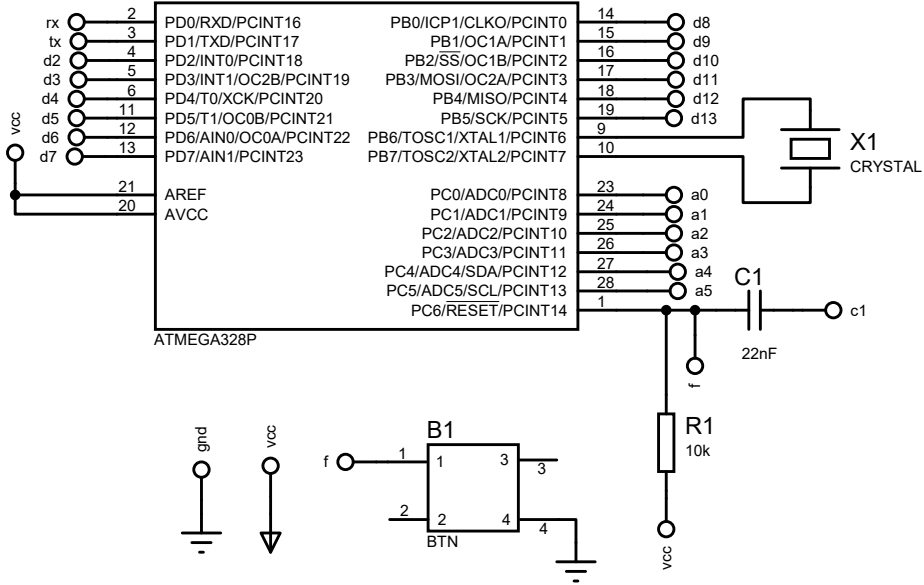 rx 2 PD0/RXD/PCINT16 PB0/ICP1/CLKO/PCINT0 14 d8
tx 3 PD1/TXD/PCINT17 PB1/OC1A/PCINT1 15 d9
d2 4 PD2/INT0/PCINT18 PB2/SS/OC1B/PCINT2 16 d10
d3 5 PD3/INT1/OC2B/PCINT19 PB3/MOSI/OC2A/PCINT3 17 d11
d4 6 PD4/T0/XCK/PCINT20 PB4/MISO/PCINT4 18 d12
d5 11 PD5/T1/OC0B/PCINT21 PB5/SCK/PCINT5 19 d13
d6 12 PD6/AIN0/OC0A/PCINT22 PB6/TOSC1/XTAL1/PCINT6 9
d7 13 PD7/AIN1/PCINT23 PB7/TOSC2/XTAL2/PCINT7 10
vcc
X1
CRYSTAL
21 AREF PC0/ADC0/PCINT8 23 a0
20 AVCC PC1/ADC1/PCINT9 24 a1
PC2/ADC2/PCINT10 25 a2
PC3/ADC3/PCINT11 26 a3
PC4/ADC4/SDA/PCINT12 27 a4
PC5/ADC5/SCL/PCINT13 28 a5
PC6/RESET/PCINT14 1
ATMEGA328P
C1
c1
22nF
f
R1
10k
vcc
gnd
vcc
B1
f 1 1 3 3
2 2 4 4
BTN